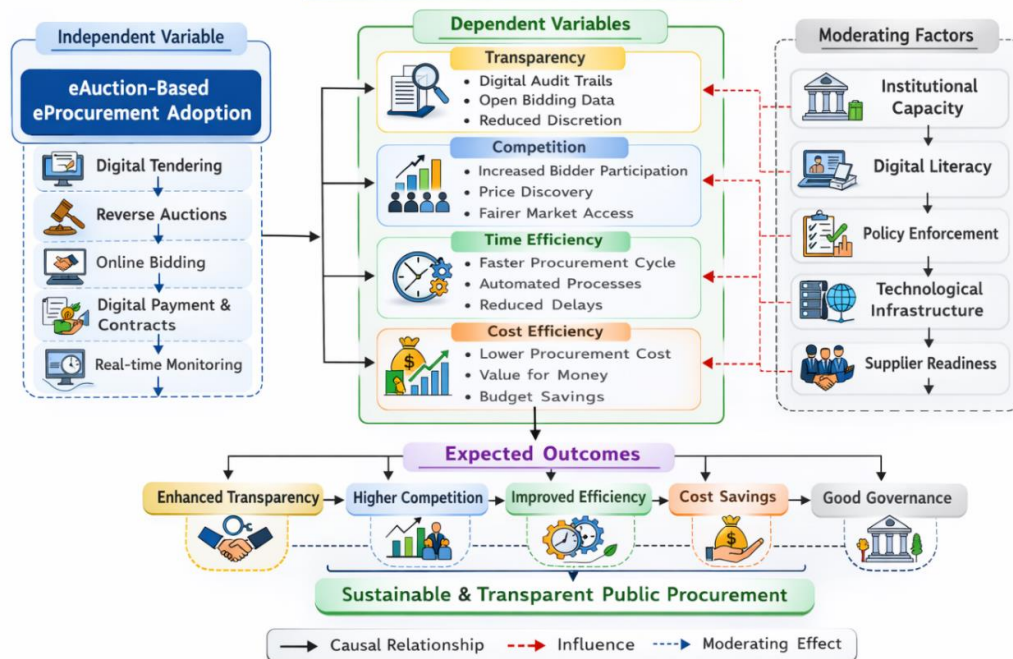 Independent Variable
eAuction-Based
eProcurement Adoption
Digital Tendering
Reverse Auctions
Online Bidding
Digital Payment &
Contracts
Real-time Monitoring
Dependent Variables
Transparency
• Digital Audit Trails
• Open Bidding Data
• Reduced Discretion
Competition
• Increased Bidder Participation
• Price Discovery
• Fairer Market Access
Time Efficiency
• Faster Procurement Cycle
• Automated Processes
• Reduced Delays
Cost Efficiency
• Lower Procurement Cost
• Value for Money
• Budget Savings
Moderating Factors
Institutional
Capacity
Digital Literacy
Policy Enforcement
Technological
Infrastructure
Supplier Readiness
Expected Outcomes
Enhanced Transparency
Higher Competition
Improved Efficiency
Cost Savings
Good Governance
Sustainable & Transparent Public Procurement
Causal Relationship
Influence
Moderating Effect